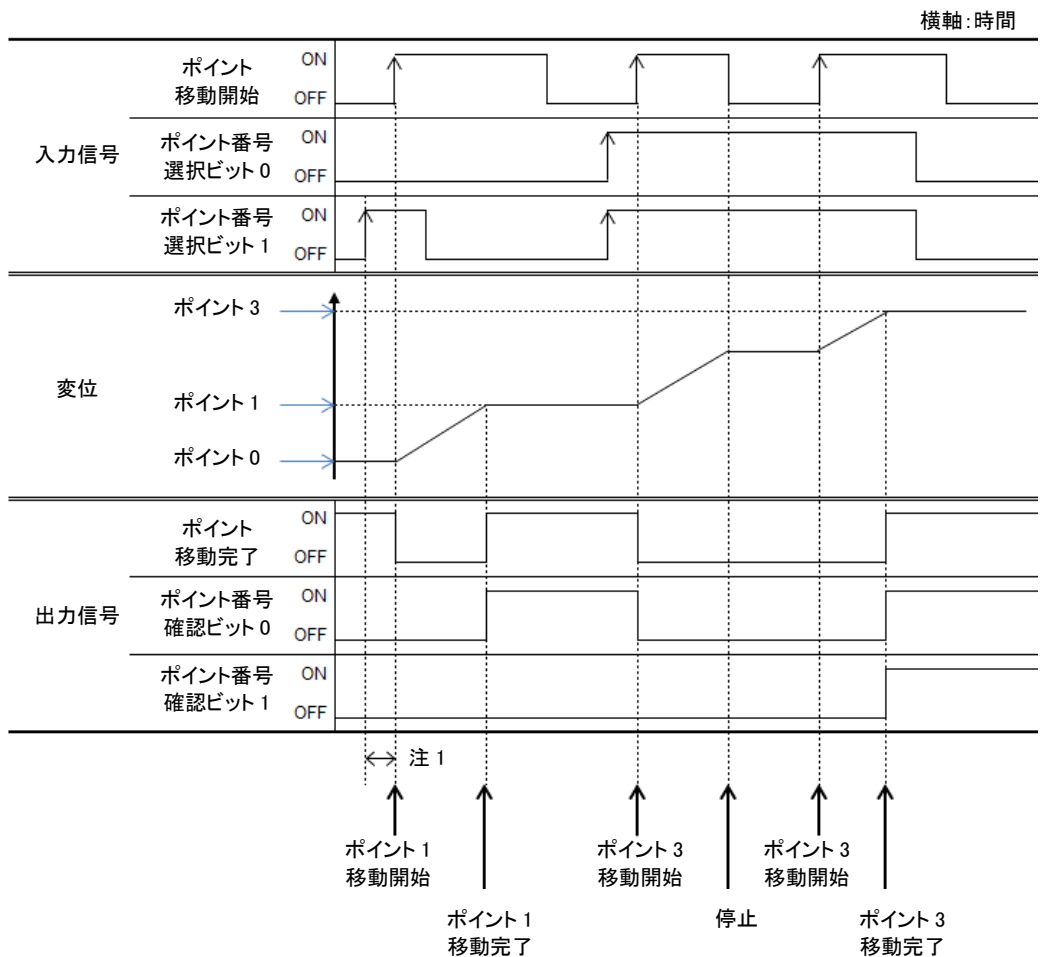 横軸:時間
ポイント
移動開始
ON
OFF
入力信号
ポイント番号
選択ビット 0
ON
OFF
ポイント番号
選択ビット 1
ON
OFF
変位
ポイント 3
ポイント 1
ポイント 0
ポイント
移動完了
ON
OFF
出力信号
ポイント番号
確認ビット 0
ON
OFF
ポイント番号
確認ビット 1
ON
OFF
注 1
ポイント 1
移動開始
ポイント 3
移動開始
ポイント 3
移動開始
ポイント 1
移動完了
停止
ポイント 3
移動完了